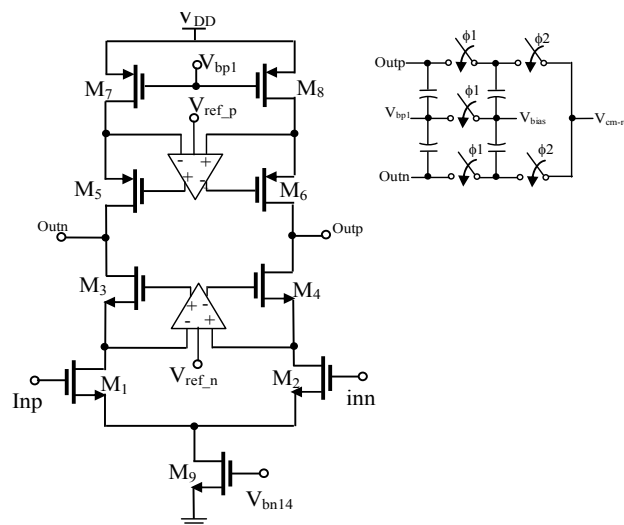 VDD
Vbp1
M7
M8
Vref_p
- + + -
M5
- +
M6
Outn
Outp
M3
+ -
M4
- + + -
Vref_n
Inp
M1
M2
inn
M9
Vbn14
ϕ1
ϕ2
Outp
ϕ1
Vbp1
Vbias
Vcm-r
ϕ1
ϕ2
Outn